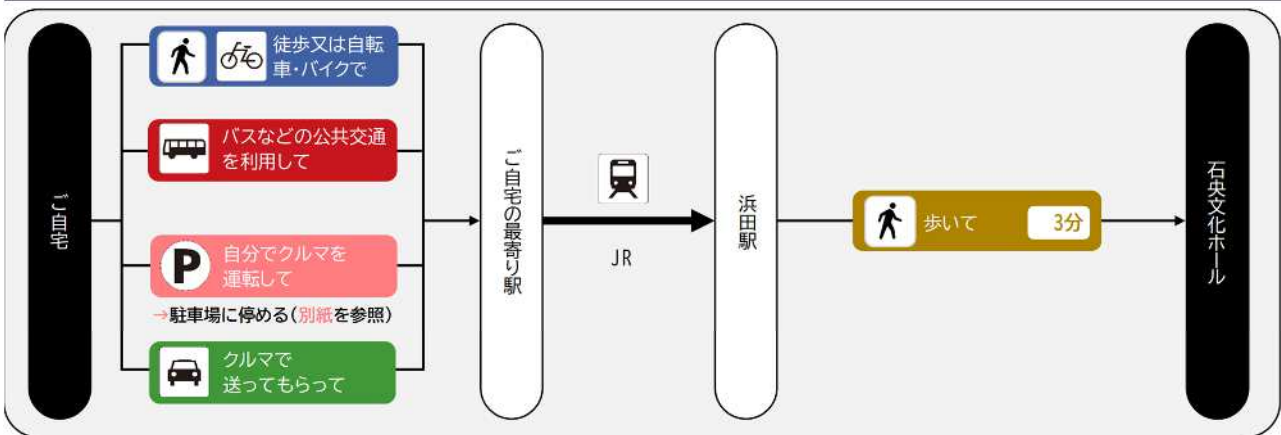 ご自宅
徒歩又は自転
車・バイクで
バスなどの公共交通
を利用して
P
自分でクルマを
運転して
→駐車場に停める(別紙を参照)
クルマで
送ってもらって
ご自宅の最寄り駅
JR
浜田駅
歩いて
3分
石央文化ホール